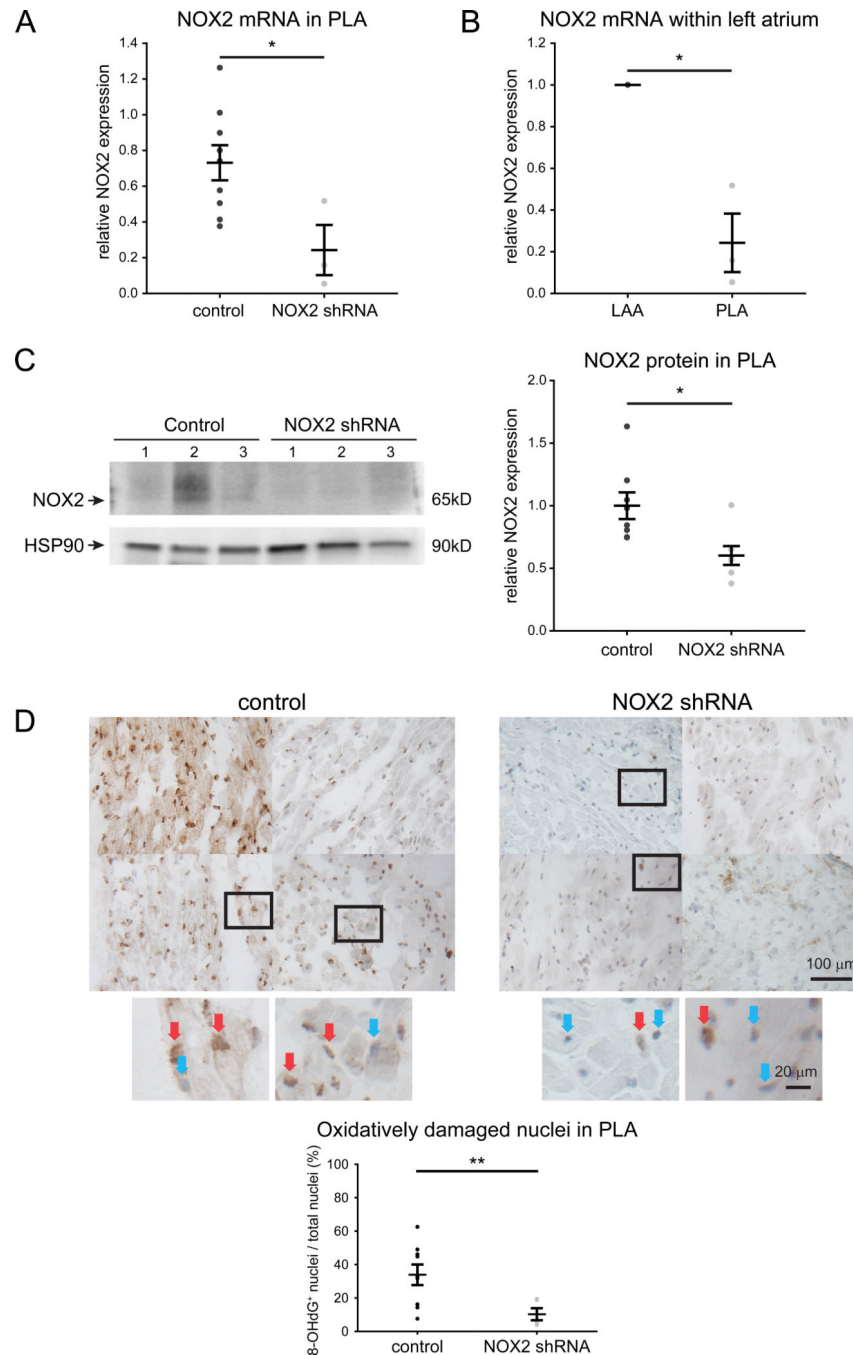 A
NOX2 mRNA in PLA
*
relative NOX2 expression
1.4
1.2
1.0
0.8
0.6
0.4
0.2
0.0
control NOX2 shRNA
B
NOX2 mRNA within left atrium
*
relative NOX2 expression
1.2
1.0
0.8
0.6
0.4
0.2
0.0
LAA PLA
C
Control NOX2 shRNA
1 2 3 1 2 3
NOX2 65kD
HSP90 90kD
NOX2 protein in PLA
*
relative NOX2 expression
2.0
1.5
1.0
0.5
0.0
control NOX2 shRNA
D
control NOX2 shRNA
100 μm
20 μm
Oxidatively damaged nuclei in PLA
**
8-OHdG⁺ nuclei / total nuclei (%)
100
80
60
40
20
0
control NOX2 shRNA